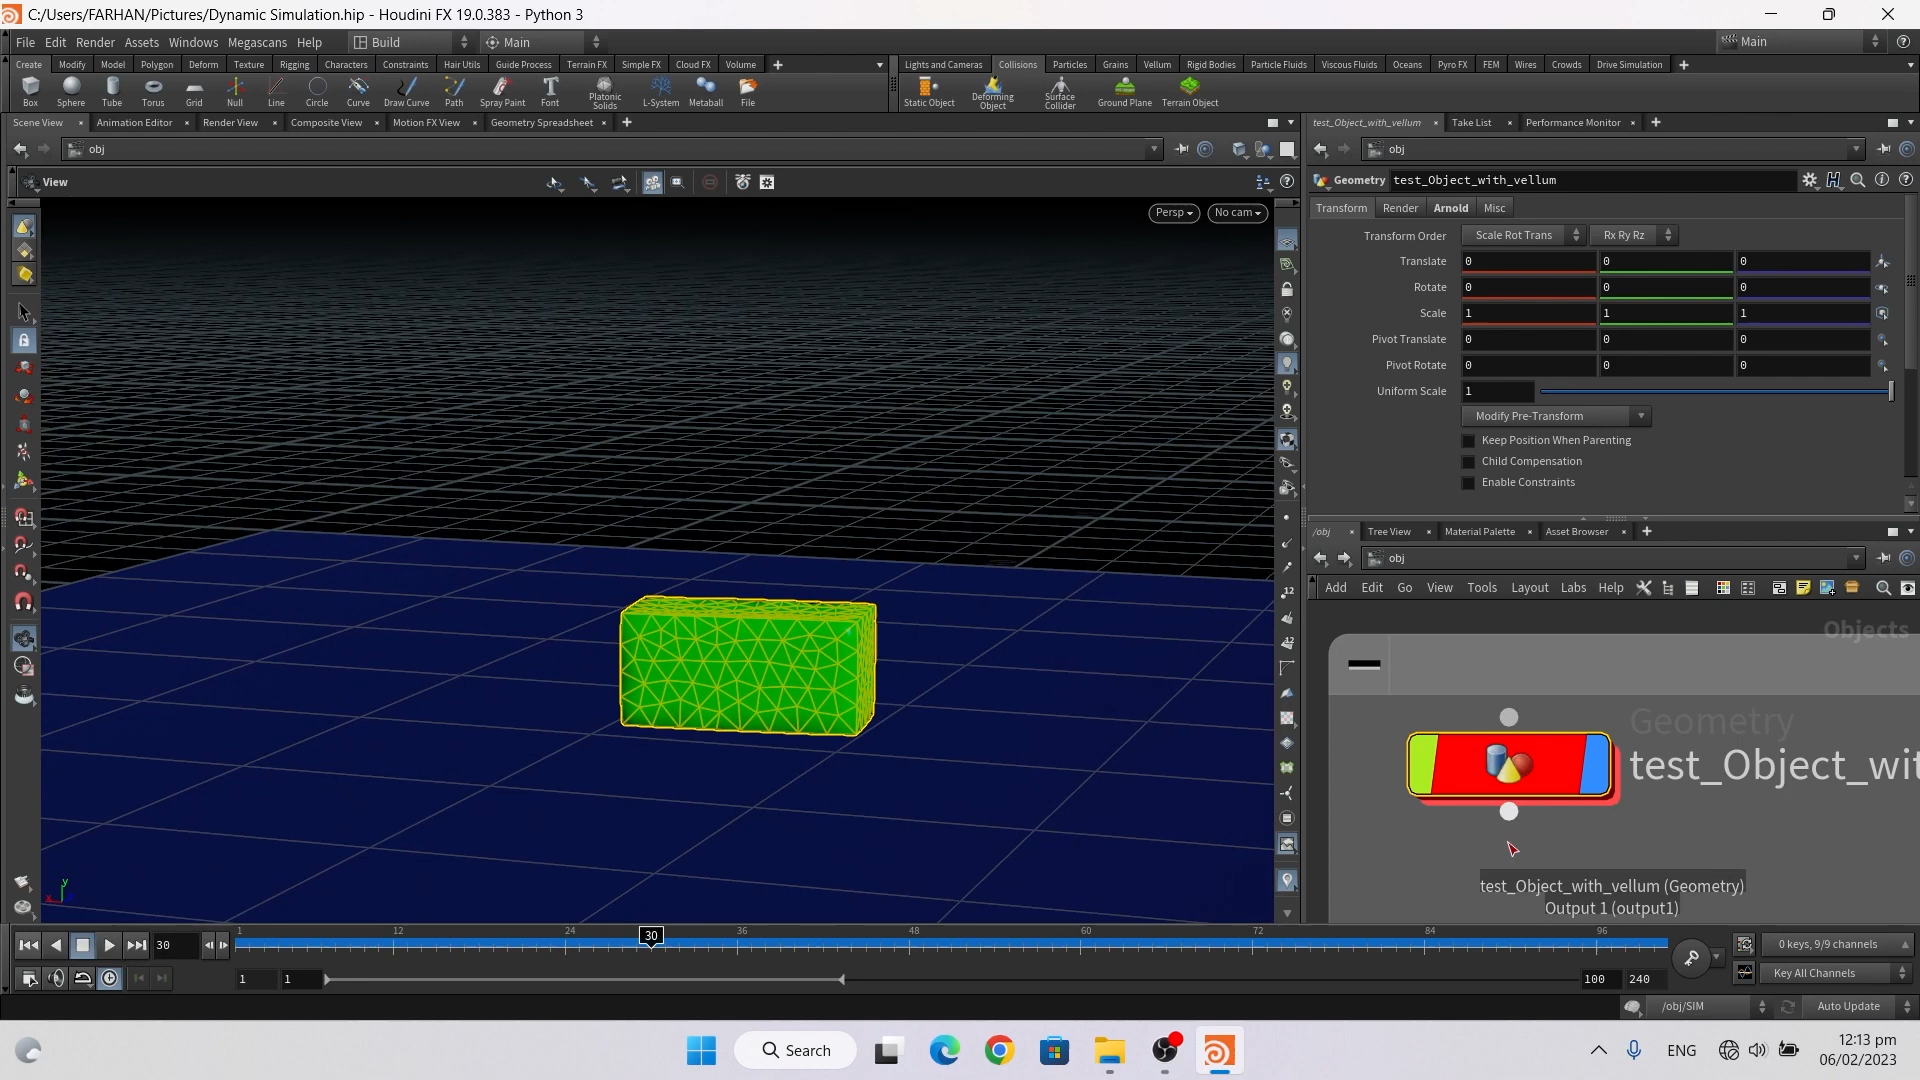 C:/Users/FARHAN/Pictures/Dynamic Simulation.hip - Houdini FX 19.0.383 - Python 3
File Edit Render Assets Windows Megascans Help Build Main Main
Create Modify Model Polygon Deform Texture Rigging Characters Constraints Hair Utils Guide Process Terrain FX Simple FX Cloud FX Volume
Lights and Cameras Collisions Particles Grains Vellum Rigid Bodies Particle Fluids Viscous Fluids Oceans Pyro FX FEM Wires Crowds Drive Simulation
Box Sphere Tube Torus Grid Null Line Circle Curve Draw Curve Path Spray Paint Font Platonic Solids L-System Metaball File
Static Object Deforming Object Surface Collider Ground Plane Terrain Object
Scene View Animation Editor Render View Composite View Motion FX View Geometry Spreadsheet
test_Object_with_vellum Take List Performance Monitor
obj
obj
View
Persp No cam
Geometry test_Object_with_vellum
Transform Render Arnold Misc
Transform Order Scale Rot Trans Rx Ry Rz
Translate 0 0 0
Rotate 0 0 0
Scale 1 1 1
Pivot Translate 0 0 0
Pivot Rotate 0 0 0
Uniform Scale 1
Modify Pre-Transform
Keep Position When Parenting
Child Compensation
Enable Constraints
/obj Tree View Material Palette Asset Browser
obj
Add Edit Go View Tools Layout Labs Help
Objects
Geometry
test_Object_wit
test_Object_with_vellum (Geometry)
Output 1 (output1)
12
12
y
x
30
1 12 24 30 36 48 60 72 84 96
0 keys, 9/9 channels
1 1 100 240
Key All Channels
/obj/SIM Auto Update
Search
ENG
12:13 pm
06/02/2023